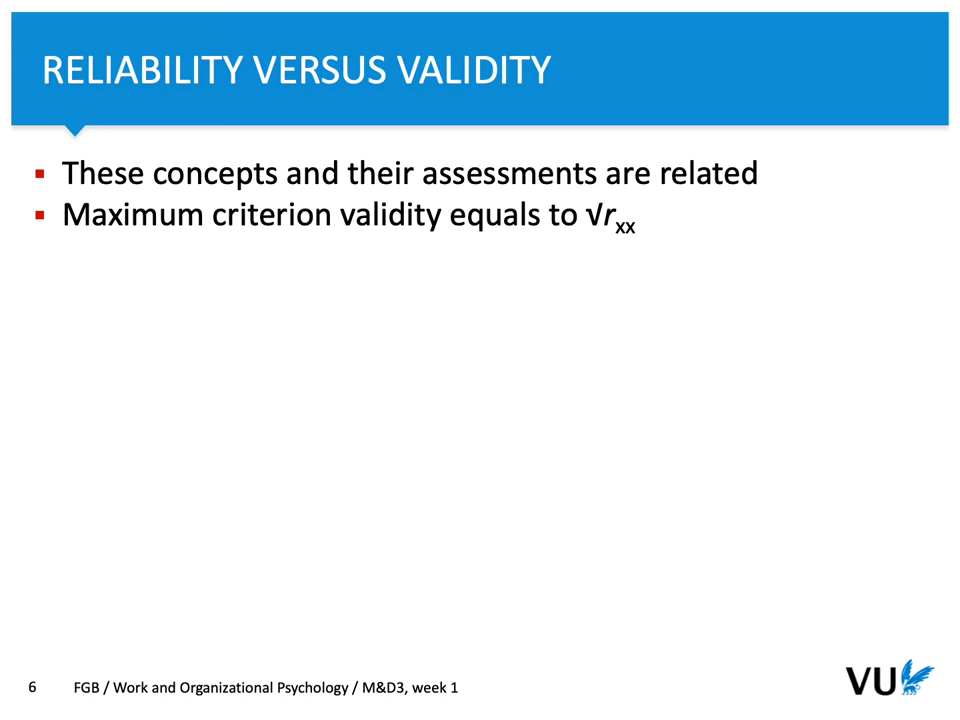 RELIABILITY VERSUS VALIDITY
▪ These concepts and their assessments are related
▪ Maximum criterion validity equals to √rxx
6 FGB / Work and Organizational Psychology / M&D3, week 1
VU